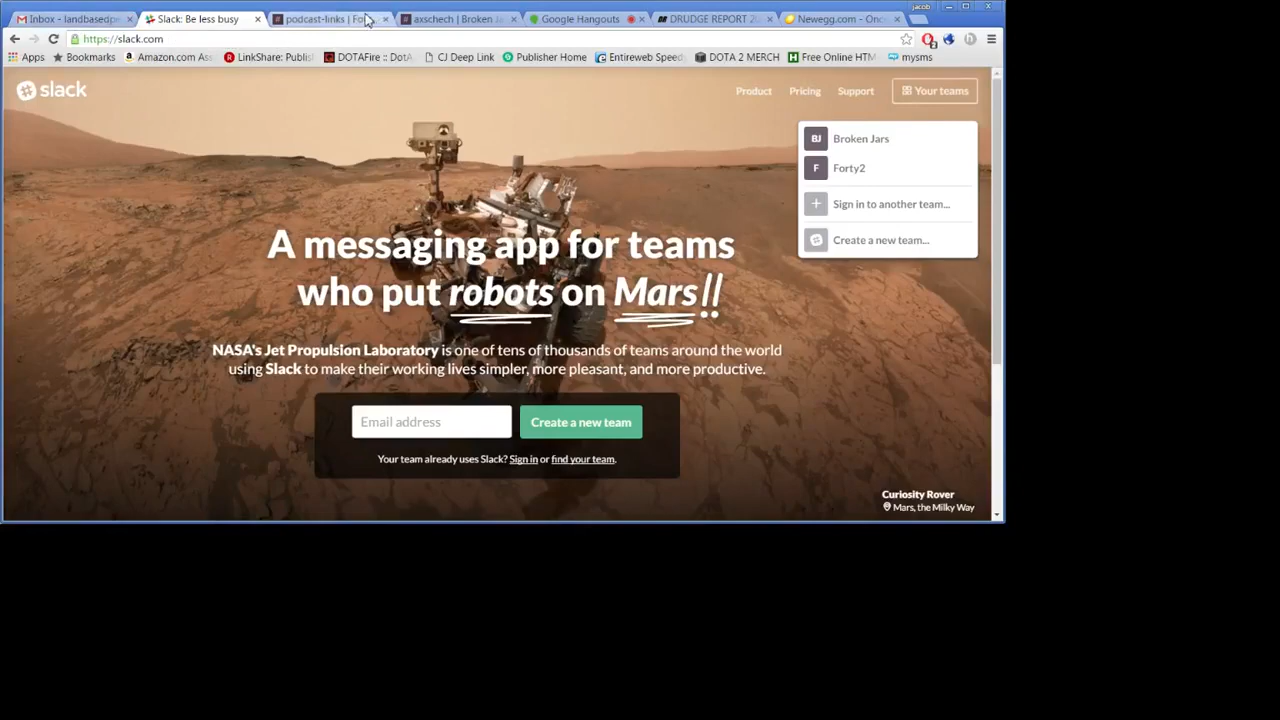 jacob
Inbox - landbasedp
Slack: Be less busy
podcast-links | Fo
axschech | Broken Ja
Google Hangouts
DRUDGE REPORT 20
Newegg.com - Onc
https://slack.com
Apps
Bookmarks
Amazon.com Ass
LinkShare: Publis
DOTAFire :: DotA
CJ Deep Link
Publisher Home
Entireweb Speed
DOTA 2 MERCH
Free Online HTM
mysms
slack
Product
Pricing
Support
Your teams
BJ Broken Jars
F Forty2
+ Sign in to another team...
Create a new team...
A messaging app for teams
who put robots on Mars!!
NASA's Jet Propulsion Laboratory is one of tens of thousands of teams around the world
using Slack to make their working lives simpler, more pleasant, and more productive.
Email address
Create a new team
Your team already uses Slack? Sign in or find your team.
Curiosity Rover
Mars, the Milky Way